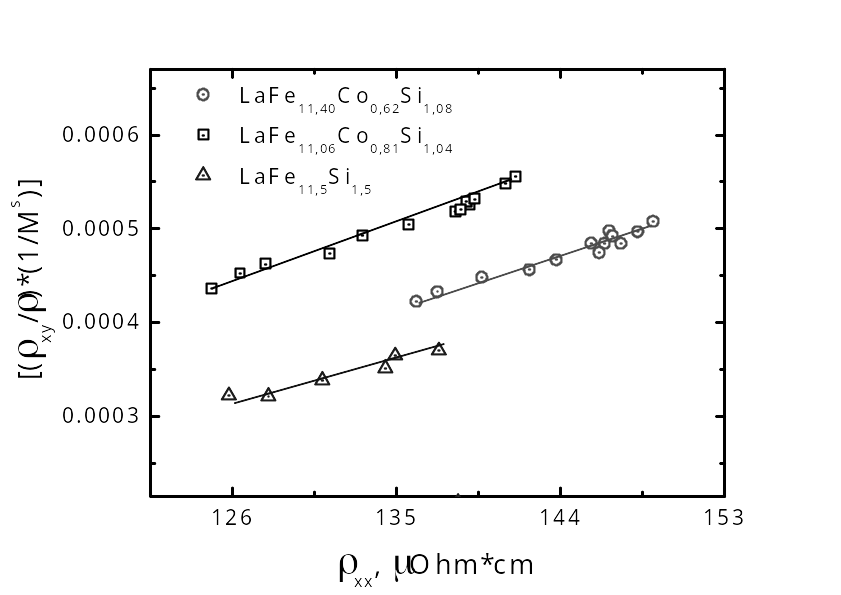 LaFe11,40Co0,62Si1,08
LaFe11,06Co0,81Si1,04
LaFe11,5Si1,5
0.0006
0.0005
0.0004
0.0003
[(ρxy/ρ)*(1/Ms)]
126 135 144 153
ρxx, μOhm*cm